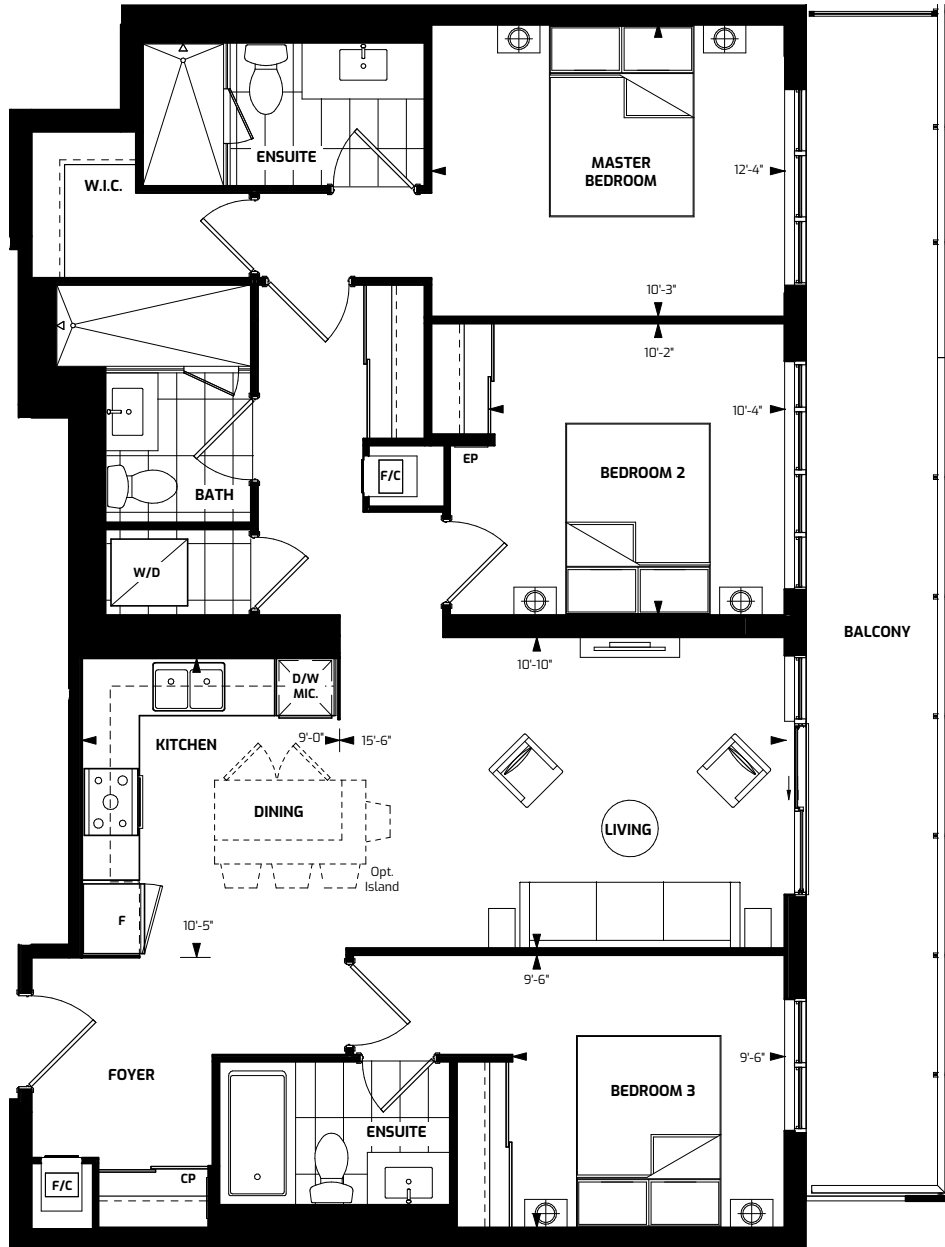 ENSUITE
W.I.C.
MASTER
BEDROOM
12'-4"
10'-3"
10'-2"
10'-4"
EP
F/C
BEDROOM 2
BATH
W/D
BALCONY
10'-10"
D/W
MIC.
9'-0"
15'-6"
KITCHEN
DINING
LIVING
Opt.
Island
F
10'-5"
9'-6"
9'-6"
FOYER
BEDROOM 3
ENSUITE
CP
F/C